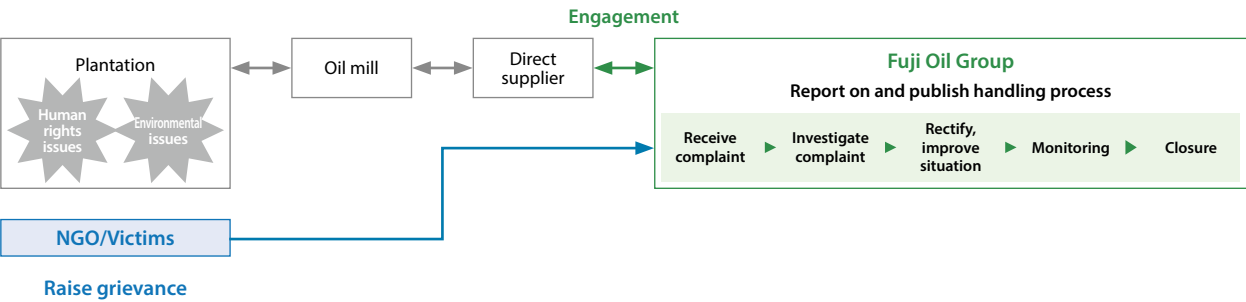 Engagement
Plantation
Human
rights
issues
Environmental
issues
Oil mill
Direct
supplier
Fuji Oil Group
Report on and publish handling process
Receive
complaint
Investigate
complaint
Rectify,
improve
situation
Monitoring
Closure
NGO/Victims
Raise grievance